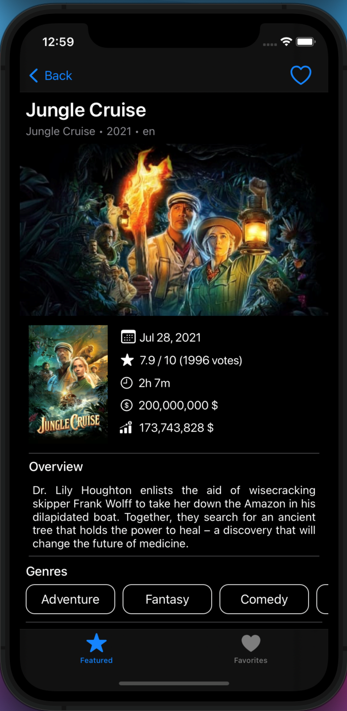 12:59
Back
Jungle Cruise
Jungle Cruise • 2021 • en
Jul 28, 2021
7.9 / 10 (1996 votes)
2h 7m
200,000,000 $
173,743,828 $
JUNGLE CRUISE
Overview
Dr. Lily Houghton enlists the aid of wisecracking
skipper Frank Wolff to take her down the Amazon in his
dilapidated boat. Together, they search for an ancient
tree that holds the power to heal – a discovery that will
change the future of medicine.
Genres
Adventure Fantasy Comedy
Featured Favorites